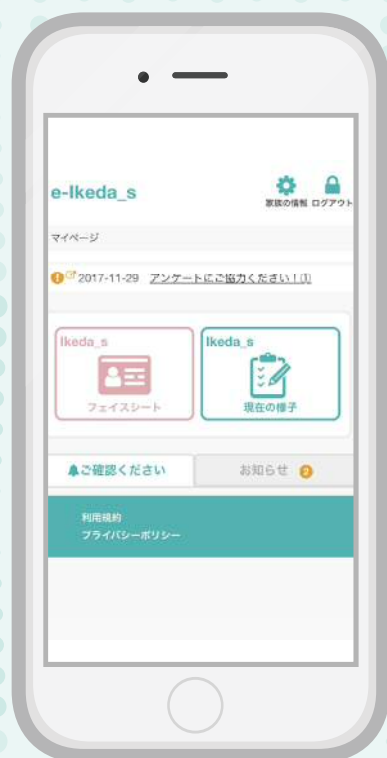 e-Ikeda_s
家族の情報 ログアウト
マイページ
2017-11-29 アンケートにご協力ください!①
Ikeda_s
フェイスシート
Ikeda_s
現在の様子
ご確認ください
お知らせ 2
利用規約
プライバシーポリシー